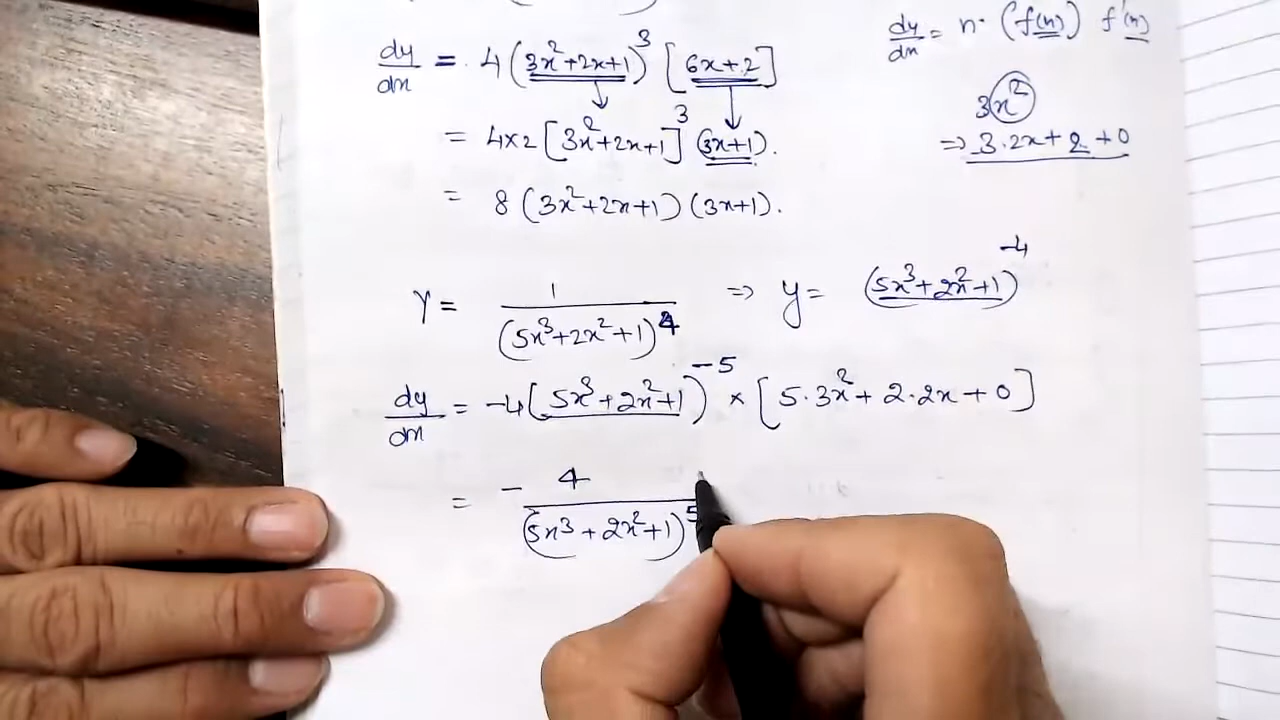 dy/dx = 4(3x²+2x+1)³ [6x+2]
= 4×2 [3x²+2x+1]³ (3x+1).
= 8 (3x²+2x+1) (3x+1).
dy/dx = n· (f(x)) f'(x)
3x²
⇒ 3·2x + 2 + 0
Y = 1/(5x³+2x²+1)⁴ ⇒ y = (5x³+2x²+1)⁻⁴
dy/dx = -4(5x³+2x²+1)⁻⁵ × [5·3x² + 2·2x + 0]
= - 4/(5x³+2x²+1)⁵